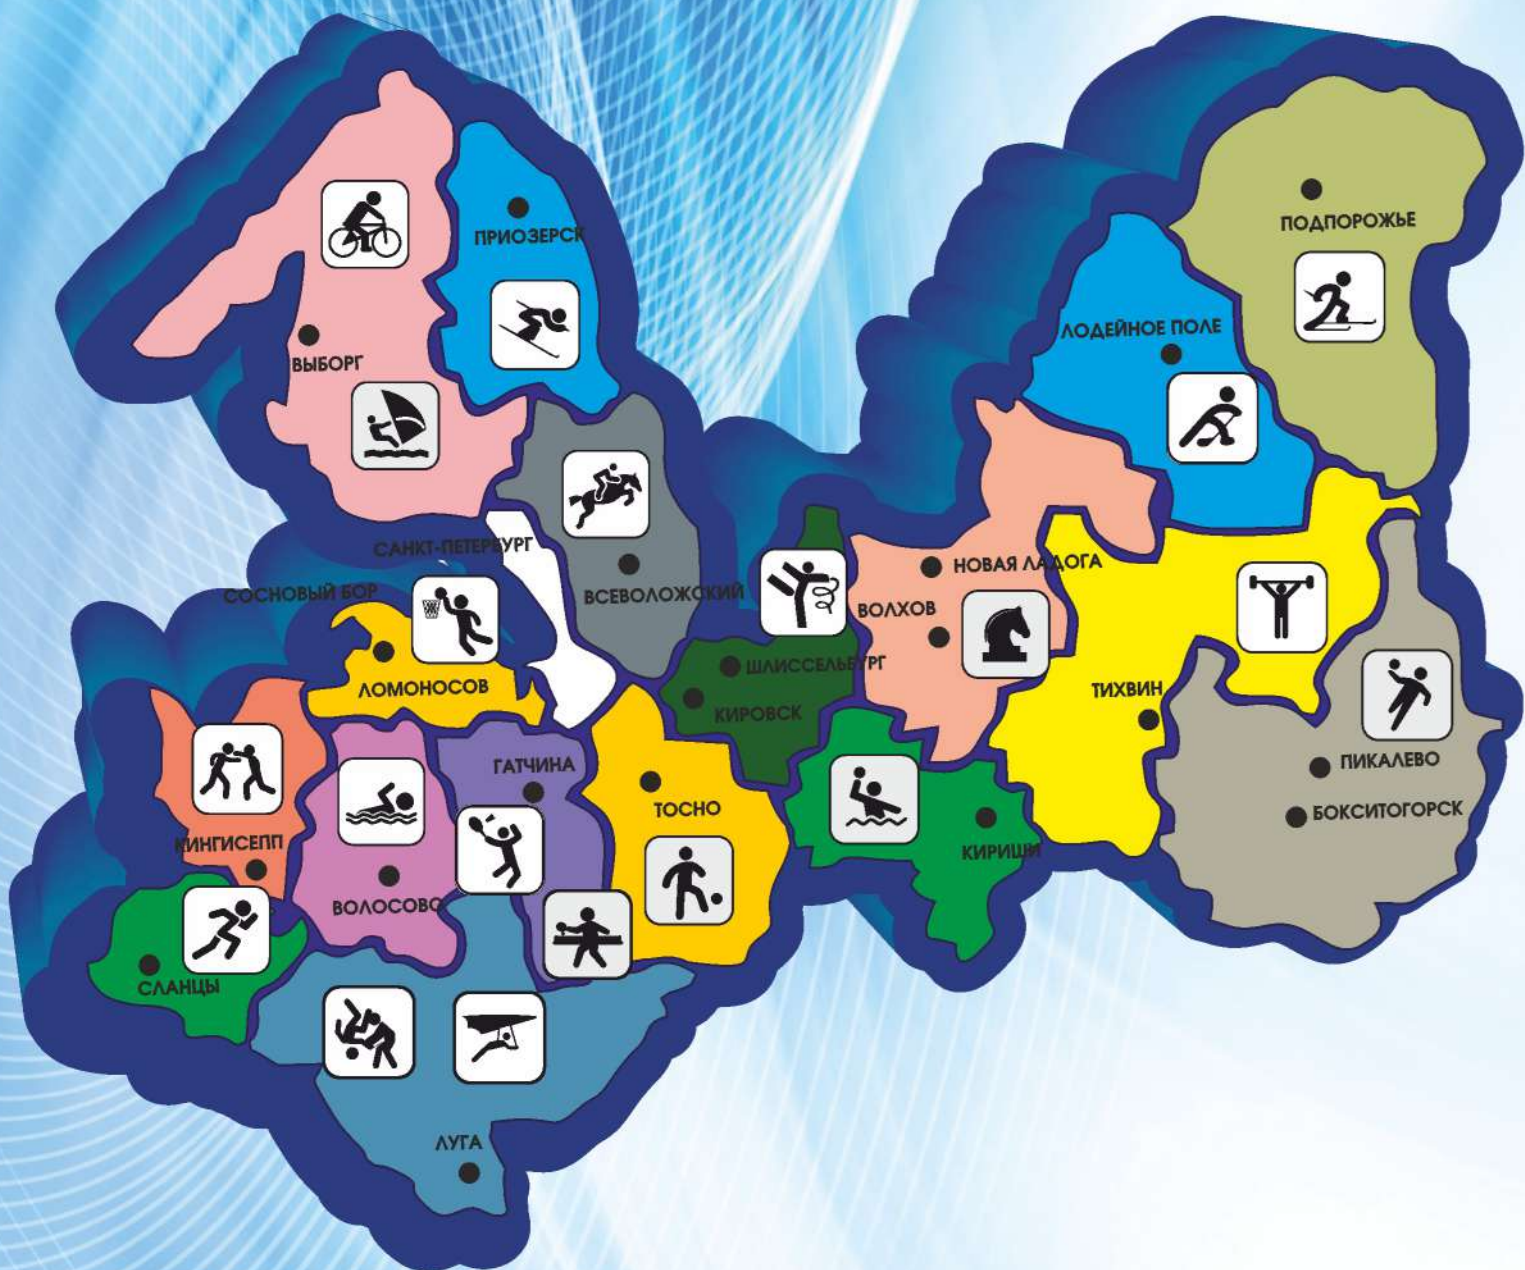 ПРИОЗЕРСК
ПОДПОРОЖЬЕ
ЛОДЕЙНОЕ ПОЛЕ
ВЫБОРГ
САНКТ-ПЕТЕРБУРГ
НОВАЯ ЛАДОГА
СОСНОВЫЙ БОР
ВСЕВОЛОЖСКИЙ
ВОЛХОВ
ШЛИССЕЛЬБУРГ
ЛОМОНОСОВ
ТИХВИН
КИРОВСК
ГАТЧИНА
ПИКАЛЕВО
ТОСНО
БОКСИТОГОРСК
КИНГИСЕПП
КИРИШИ
ВОЛОСОВО
СЛАНЦЫ
ЛУГА